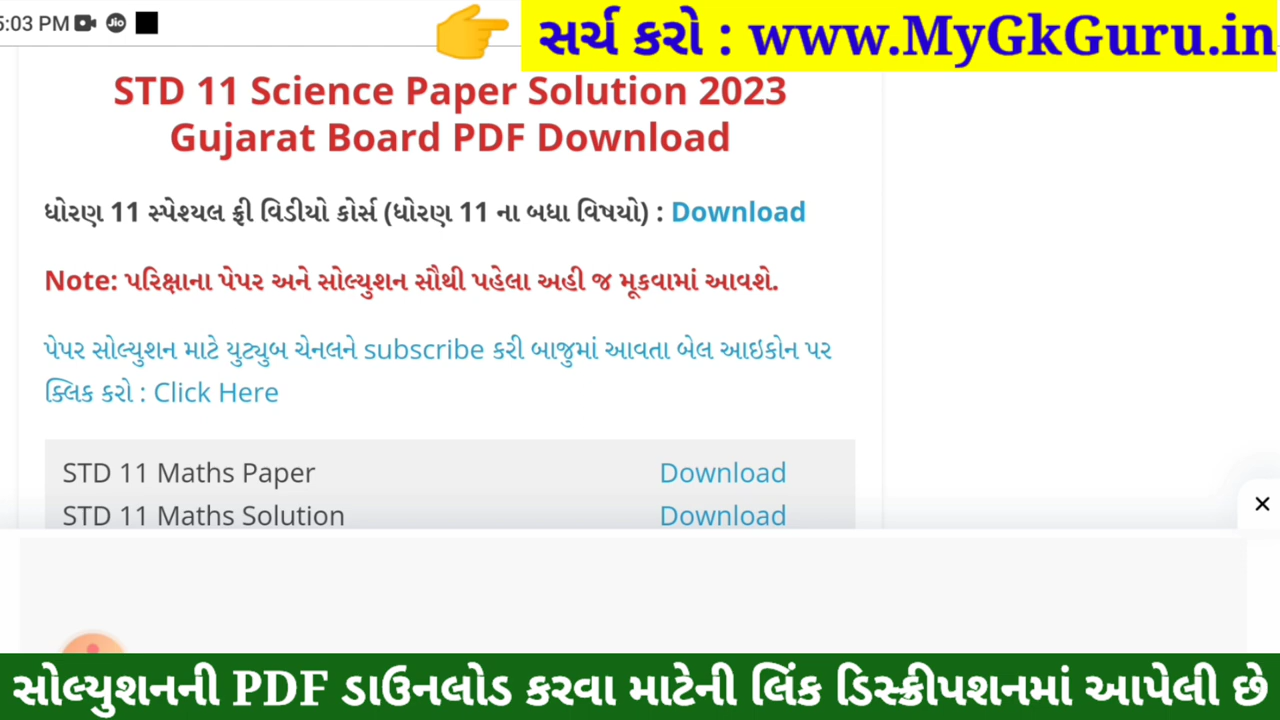 5:03 PM
Jio
સર્ચ કરો : www.MyGkGuru.in
STD 11 Science Paper Solution 2023
Gujarat Board PDF Download
ધોરણ 11 સ્પેશ્યલ ફ્રી વિડીયો કોર્સ (ધોરણ 11 ના બધા વિષયો) : Download
Note: પરિક્ષાના પેપર અને સોલ્યુશન સૌથી પહેલા અહી જ મૂકવામાં આવશે.
પેપર સોલ્યુશન માટે યુટ્યુબ ચેનલને subscribe કરી બાજુમાં આવતા બેલ આઇકોન પર
ક્લિક કરો : Click Here
STD 11 Maths Paper Download
STD 11 Maths Solution Download
સોલ્યુશનની PDF ડાઉનલોડ કરવા માટેની લિંક ડિસ્ક્રીપશનમાં આપેલી છે